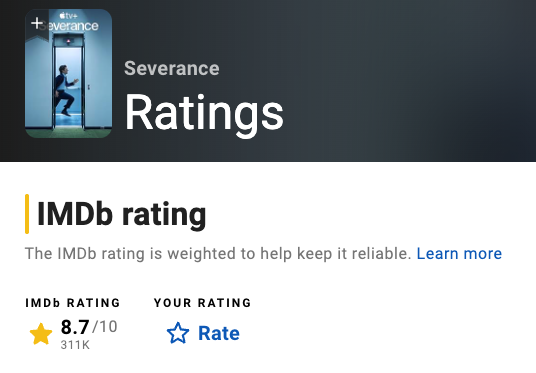 tv+
Severance
Severance
Ratings
IMDb rating
The IMDb rating is weighted to help keep it reliable. Learn more
IMDb RATING YOUR RATING
8.7/10 Rate
311K